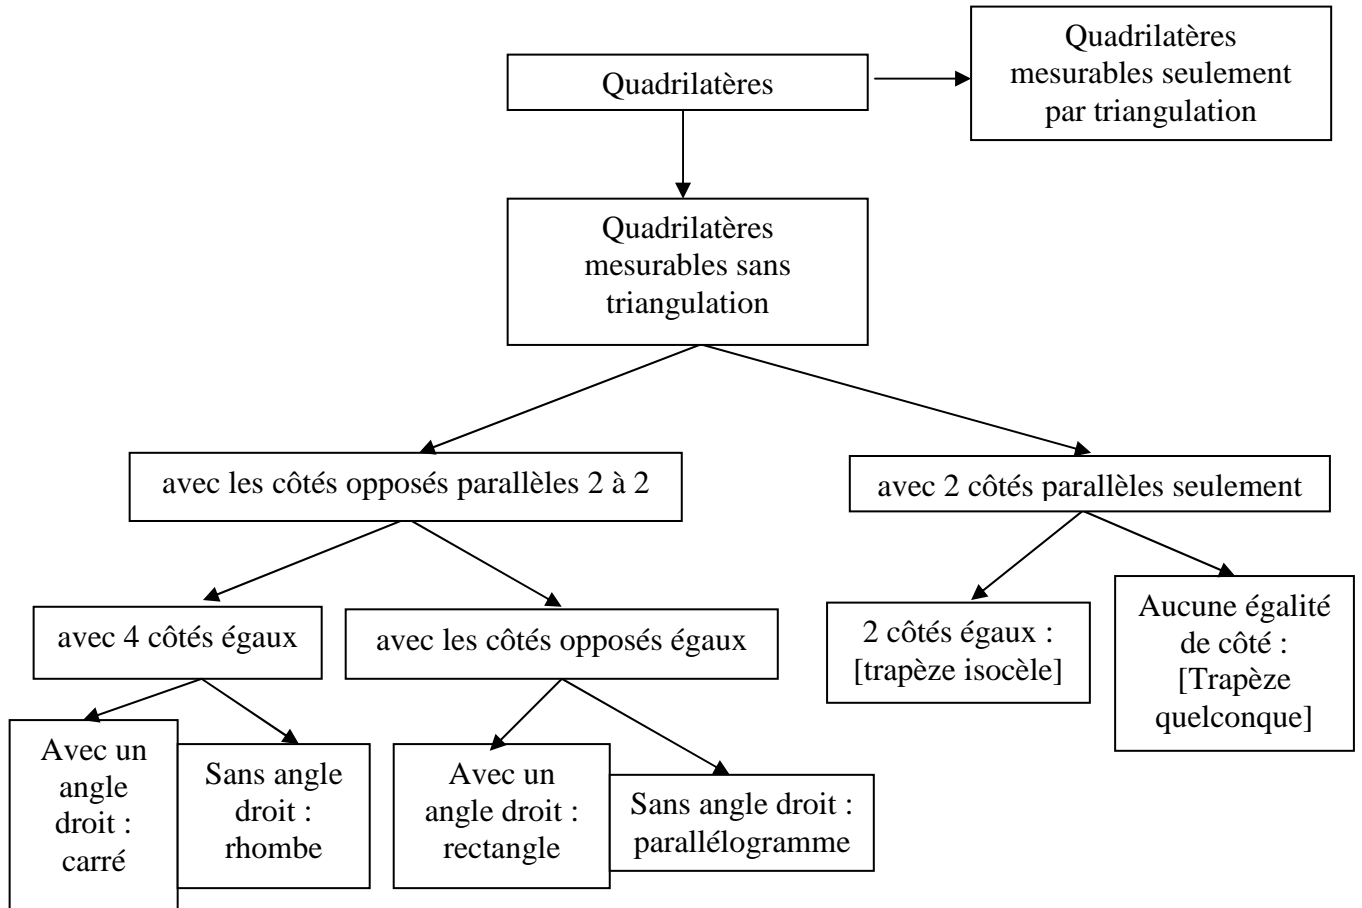 Quadrilatères
mesurables seulement
par triangulation
Quadrilatères
Quadrilatères
mesurables sans
triangulation
avec les côtés opposés parallèles 2 à 2
avec 2 côtés parallèles seulement
avec 4 côtés égaux
avec les côtés opposés égaux
2 côtés égaux :
[trapèze isocèle]
Aucune égalité
de côté :
[Trapèze
quelconque]
Avec un
angle
droit :
carré
Sans angle
droit :
rhombe
Avec un
angle droit :
rectangle
Sans angle droit :
parallélogramme